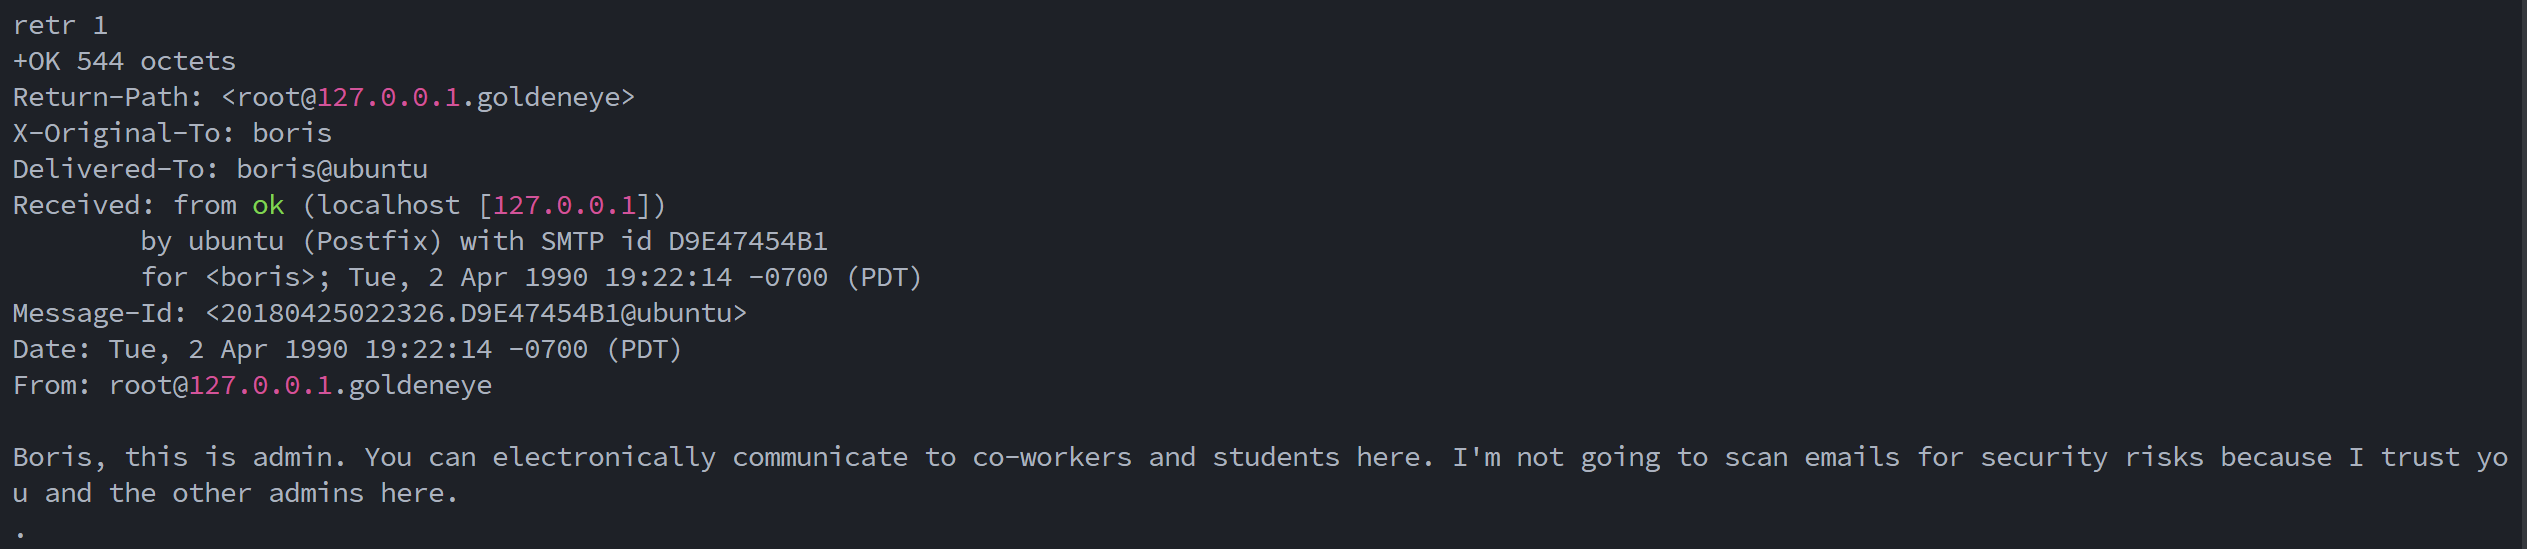 retr 1
+OK 544 octets
Return-Path: <root@127.0.0.1.goldeneye>
X-Original-To: boris
Delivered-To: boris@ubuntu
Received: from ok (localhost [127.0.0.1])
        by ubuntu (Postfix) with SMTP id D9E47454B1
        for <boris>; Tue, 2 Apr 1990 19:22:14 -0700 (PDT)
Message-Id: <20180425022326.D9E47454B1@ubuntu>
Date: Tue, 2 Apr 1990 19:22:14 -0700 (PDT)
From: root@127.0.0.1.goldeneye

Boris, this is admin. You can electronically communicate to co-workers and students here. I'm not going to scan emails for security risks because I trust yo
u and the other admins here.
.